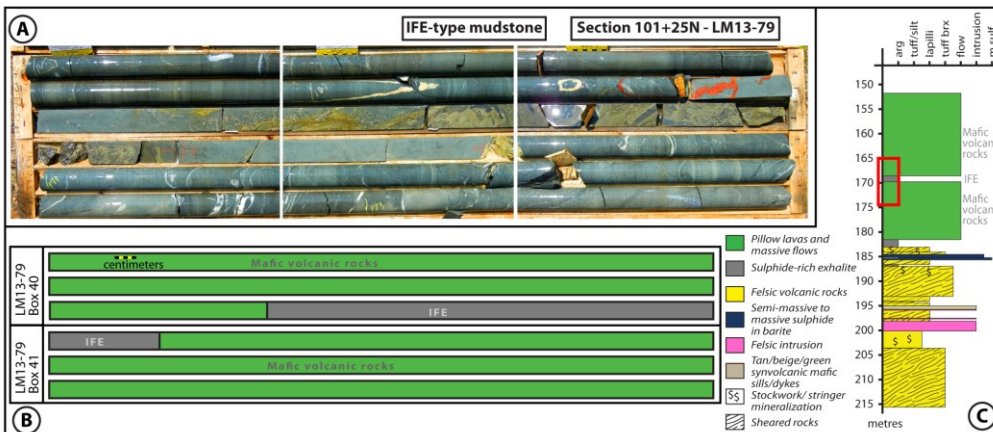 A
IFE-type mudstone
Section 101+25N - LM13-79
LM13-79
Box 40
centimeters
Mafic volcanic rocks
IFE
LM13-79
Box 41
IFE
Mafic volcanic rocks
B
Pillow lavas and
massive flows
Sulphide-rich exhalite
Felsic volcanic rocks
Semi-massive to
massive sulphide
in barite
Felsic intrusion
Tan/beige/green
synvolcanic mafic
sills/dykes
$$ Stockwork/ stringer
mineralization
Sheared rocks
C
arg
tuff/silt
lapilli
tuff brx
flow
intrusion
m sulf
150
155
160
165
170
175
180
185
190
195
200
205
210
215
metres
Mafic
volcanic
rocks
IFE
Mafic
volcanic
rocks
$ $
$ $
$ $